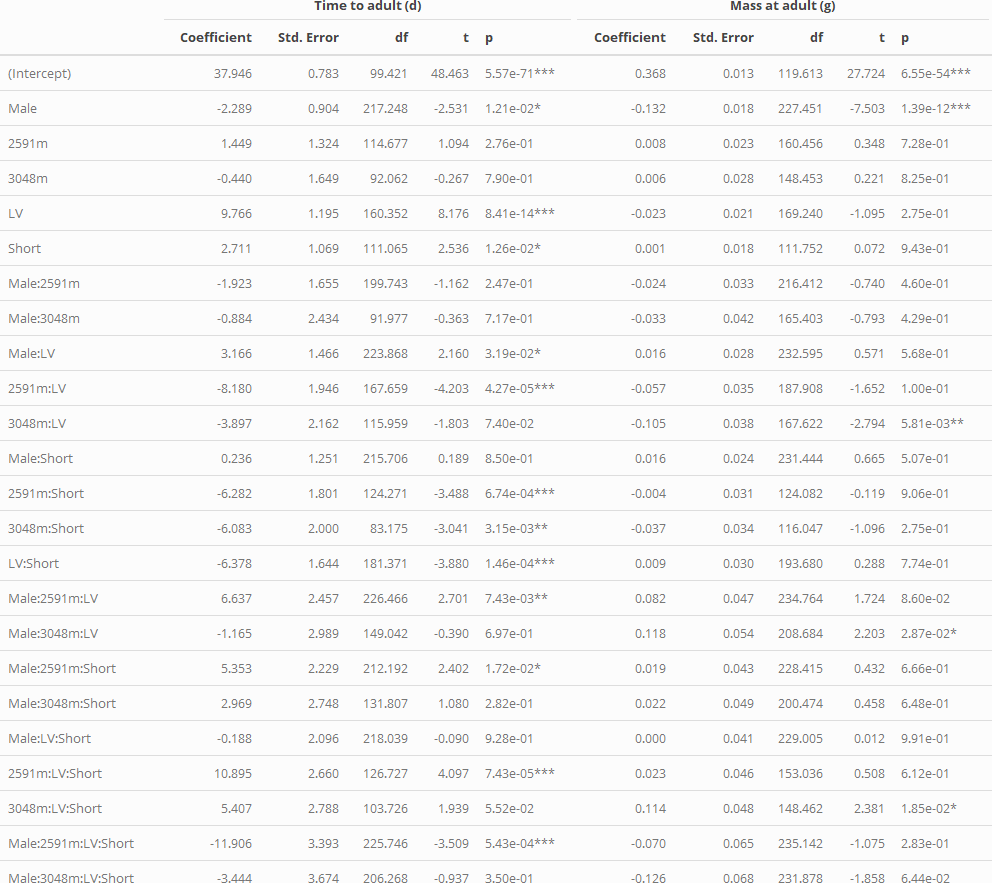 Time to adult (d) Mass at adult (g)
Coefficient Std. Error df t p Coefficient Std. Error df t p
(Intercept) 37.946 0.783 99.421 48.463 5.57e-71*** 0.368 0.013 119.613 27.724 6.55e-54***
Male -2.289 0.904 217.248 -2.531 1.21e-02* -0.132 0.018 227.451 -7.503 1.39e-12***
2591m 1.449 1.324 114.677 1.094 2.76e-01 0.008 0.023 160.456 0.348 7.28e-01
3048m -0.440 1.649 92.062 -0.267 7.90e-01 0.006 0.028 148.453 0.221 8.25e-01
LV 9.766 1.195 160.352 8.176 8.41e-14*** -0.023 0.021 169.240 -1.095 2.75e-01
Short 2.711 1.069 111.065 2.536 1.26e-02* 0.001 0.018 111.752 0.072 9.43e-01
Male:2591m -1.923 1.655 199.743 -1.162 2.47e-01 -0.024 0.033 216.412 -0.740 4.60e-01
Male:3048m -0.884 2.434 91.977 -0.363 7.17e-01 -0.033 0.042 165.403 -0.793 4.29e-01
Male:LV 3.166 1.466 223.868 2.160 3.19e-02* 0.016 0.028 232.595 0.571 5.68e-01
2591m:LV -8.180 1.946 167.659 -4.203 4.27e-05*** -0.057 0.035 187.908 -1.652 1.00e-01
3048m:LV -3.897 2.162 115.959 -1.803 7.40e-02 -0.105 0.038 167.622 -2.794 5.81e-03**
Male:Short 0.236 1.251 215.706 0.189 8.50e-01 0.016 0.024 231.444 0.665 5.07e-01
2591m:Short -6.282 1.801 124.271 -3.488 6.74e-04*** -0.004 0.031 124.082 -0.119 9.06e-01
3048m:Short -6.083 2.000 83.175 -3.041 3.15e-03** -0.037 0.034 116.047 -1.096 2.75e-01
LV:Short -6.378 1.644 181.371 -3.880 1.46e-04*** 0.009 0.030 193.680 0.288 7.74e-01
Male:2591m:LV 6.637 2.457 226.466 2.701 7.43e-03** 0.082 0.047 234.764 1.724 8.60e-02
Male:3048m:LV -1.165 2.989 149.042 -0.390 6.97e-01 0.118 0.054 208.684 2.203 2.87e-02*
Male:2591m:Short 5.353 2.229 212.192 2.402 1.72e-02* 0.019 0.043 228.415 0.432 6.66e-01
Male:3048m:Short 2.969 2.748 131.807 1.080 2.82e-01 0.022 0.049 200.474 0.458 6.48e-01
Male:LV:Short -0.188 2.096 218.039 -0.090 9.28e-01 0.000 0.041 229.005 0.012 9.91e-01
2591m:LV:Short 10.895 2.660 126.727 4.097 7.43e-05*** 0.023 0.046 153.036 0.508 6.12e-01
3048m:LV:Short 5.407 2.788 103.726 1.939 5.52e-02 0.114 0.048 148.462 2.381 1.85e-02*
Male:2591m:LV:Short -11.906 3.393 225.746 -3.509 5.43e-04*** -0.070 0.065 235.142 -1.075 2.83e-01
Male:3048m:LV:Short -3.444 3.674 206.268 -0.937 3.50e-01 -0.126 0.068 231.878 -1.858 6.44e-02